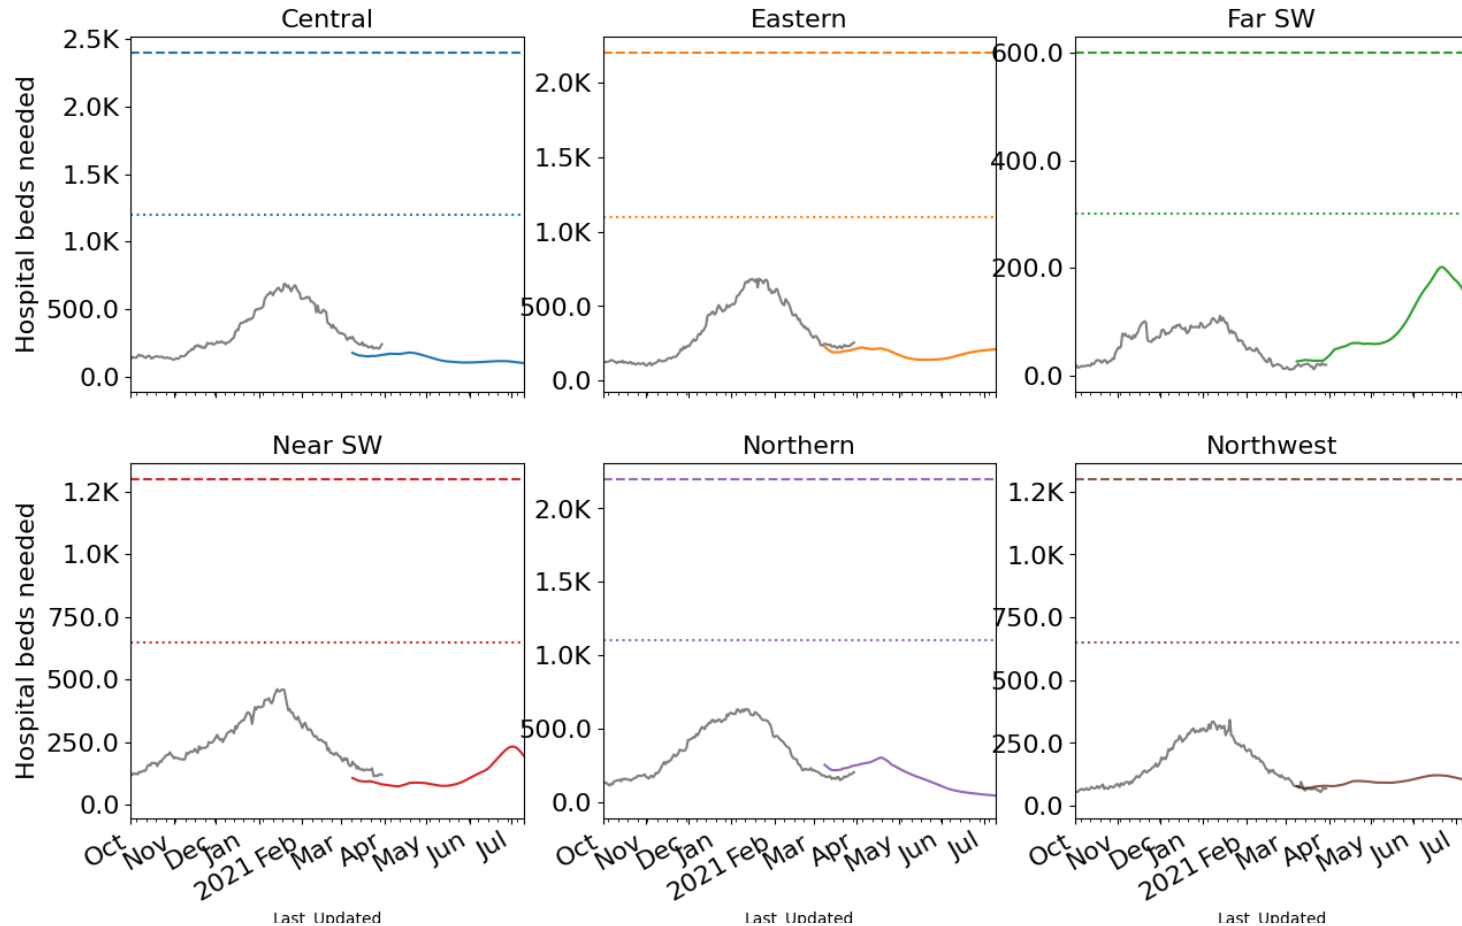 Central
Eastern
Far SW
Hospital beds needed
2.5K
2.0K
1.5K
1.0K
500.0
0.0
2.0K
1.5K
1.0K
500.0
0.0
600.0
400.0
200.0
0.0
Near SW
Northern
Northwest
Hospital beds needed
1.2K
1.0K
750.0
500.0
250.0
0.0
2.0K
1.5K
1.0K
500.0
0.0
1.2K
1.0K
750.0
500.0
250.0
0.0
Oct Nov Dec Jan 2021 Feb Mar Apr May Jun Jul
Oct Nov Dec Jan 2021 Feb Mar Apr May Jun Jul
Oct Nov Dec Jan 2021 Feb Mar Apr May Jun Jul
Last Updated
Last Updated
Last Updated